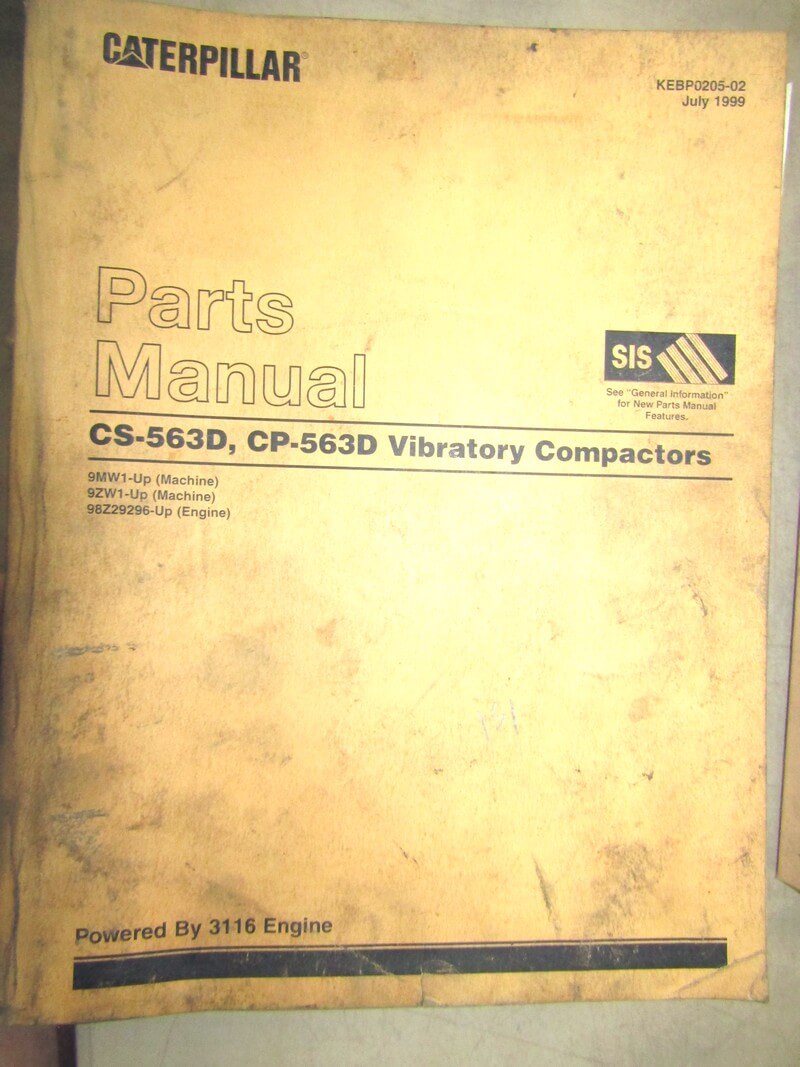 CATERPILLAR®
KEBP0205-02
July 1999
Parts
Manual
SIS
See "General Information"
for New Parts Manual
Features.
CS-563D, CP-563D Vibratory Compactors
9MW1-Up (Machine)
9ZW1-Up (Machine)
98Z29296-Up (Engine)
Powered By 3116 Engine